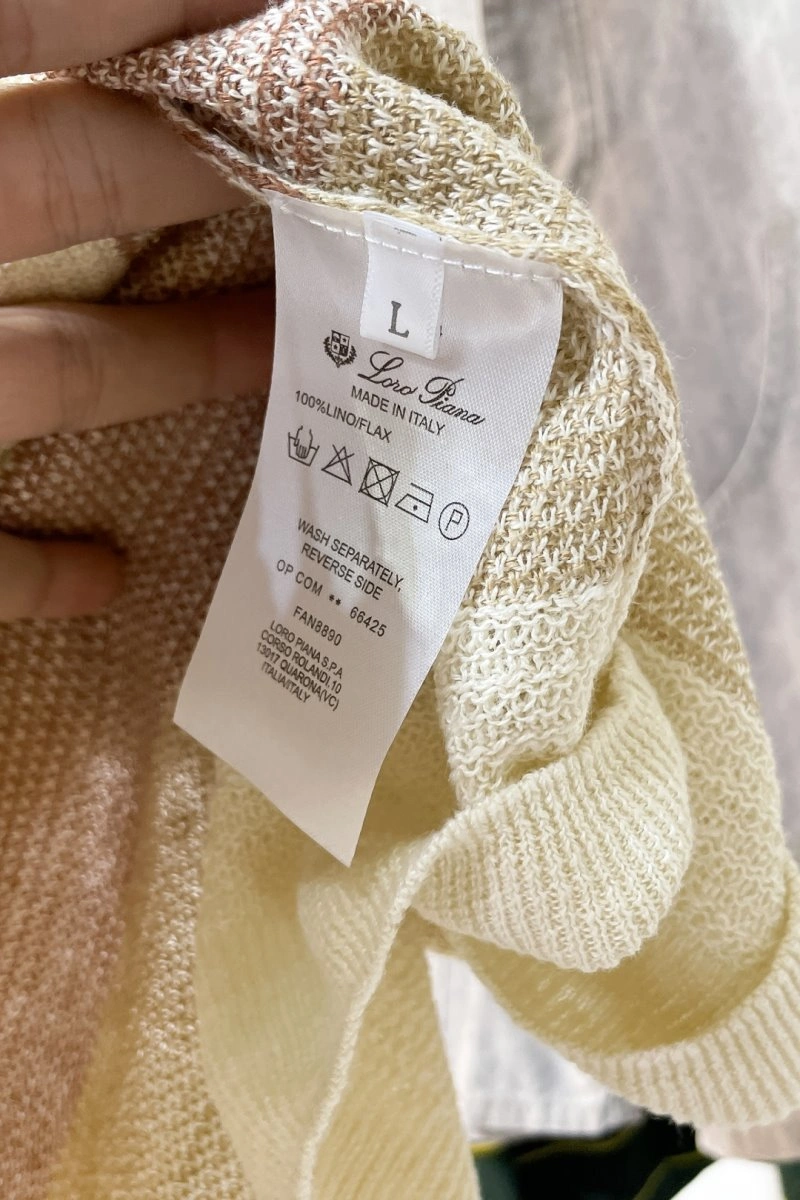 L
Loro Piana
MADE IN ITALY
100%LINO/FLAX
P
WASH SEPARATELY,
REVERSE SIDE
OP COM ** 66425
FAN8890
LORO PIANA S.P.A
CORSO ROLANDI,10
13017 QUARONA(VC)
ITALIA/ITALY